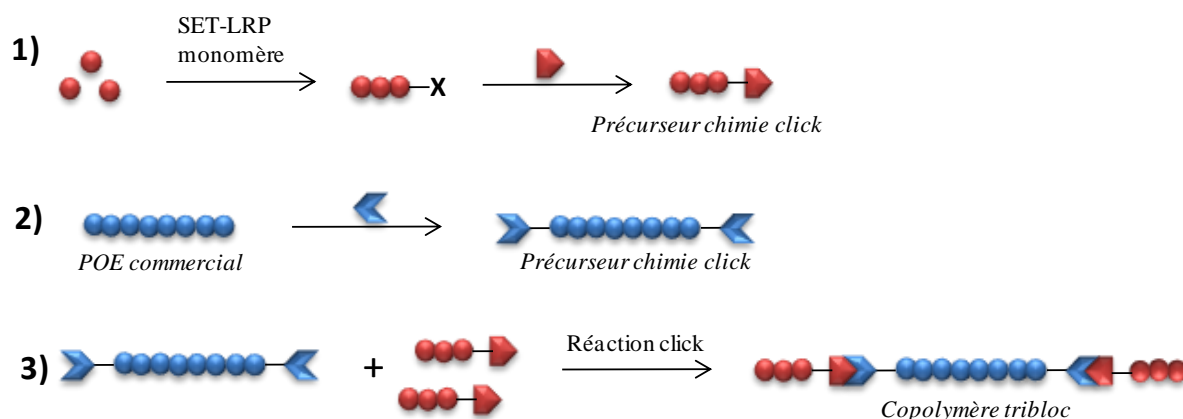 1)
SET-LRP
monomère
X
Précurseur chimie click
2)
POE commercial
Précurseur chimie click
3)
+
Réaction click
Copolymère tribloc